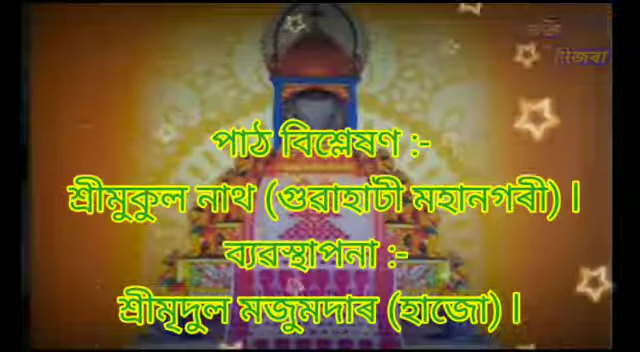 পাঠ বিশ্লেষণ :-
শ্ৰীমুকুল নাথ (গুৱাহাটী মহানগৰী) ।
ব্যৱস্থাপনা :-
শ্ৰীমৃদুল মজুমদাৰ (হাজো) ।